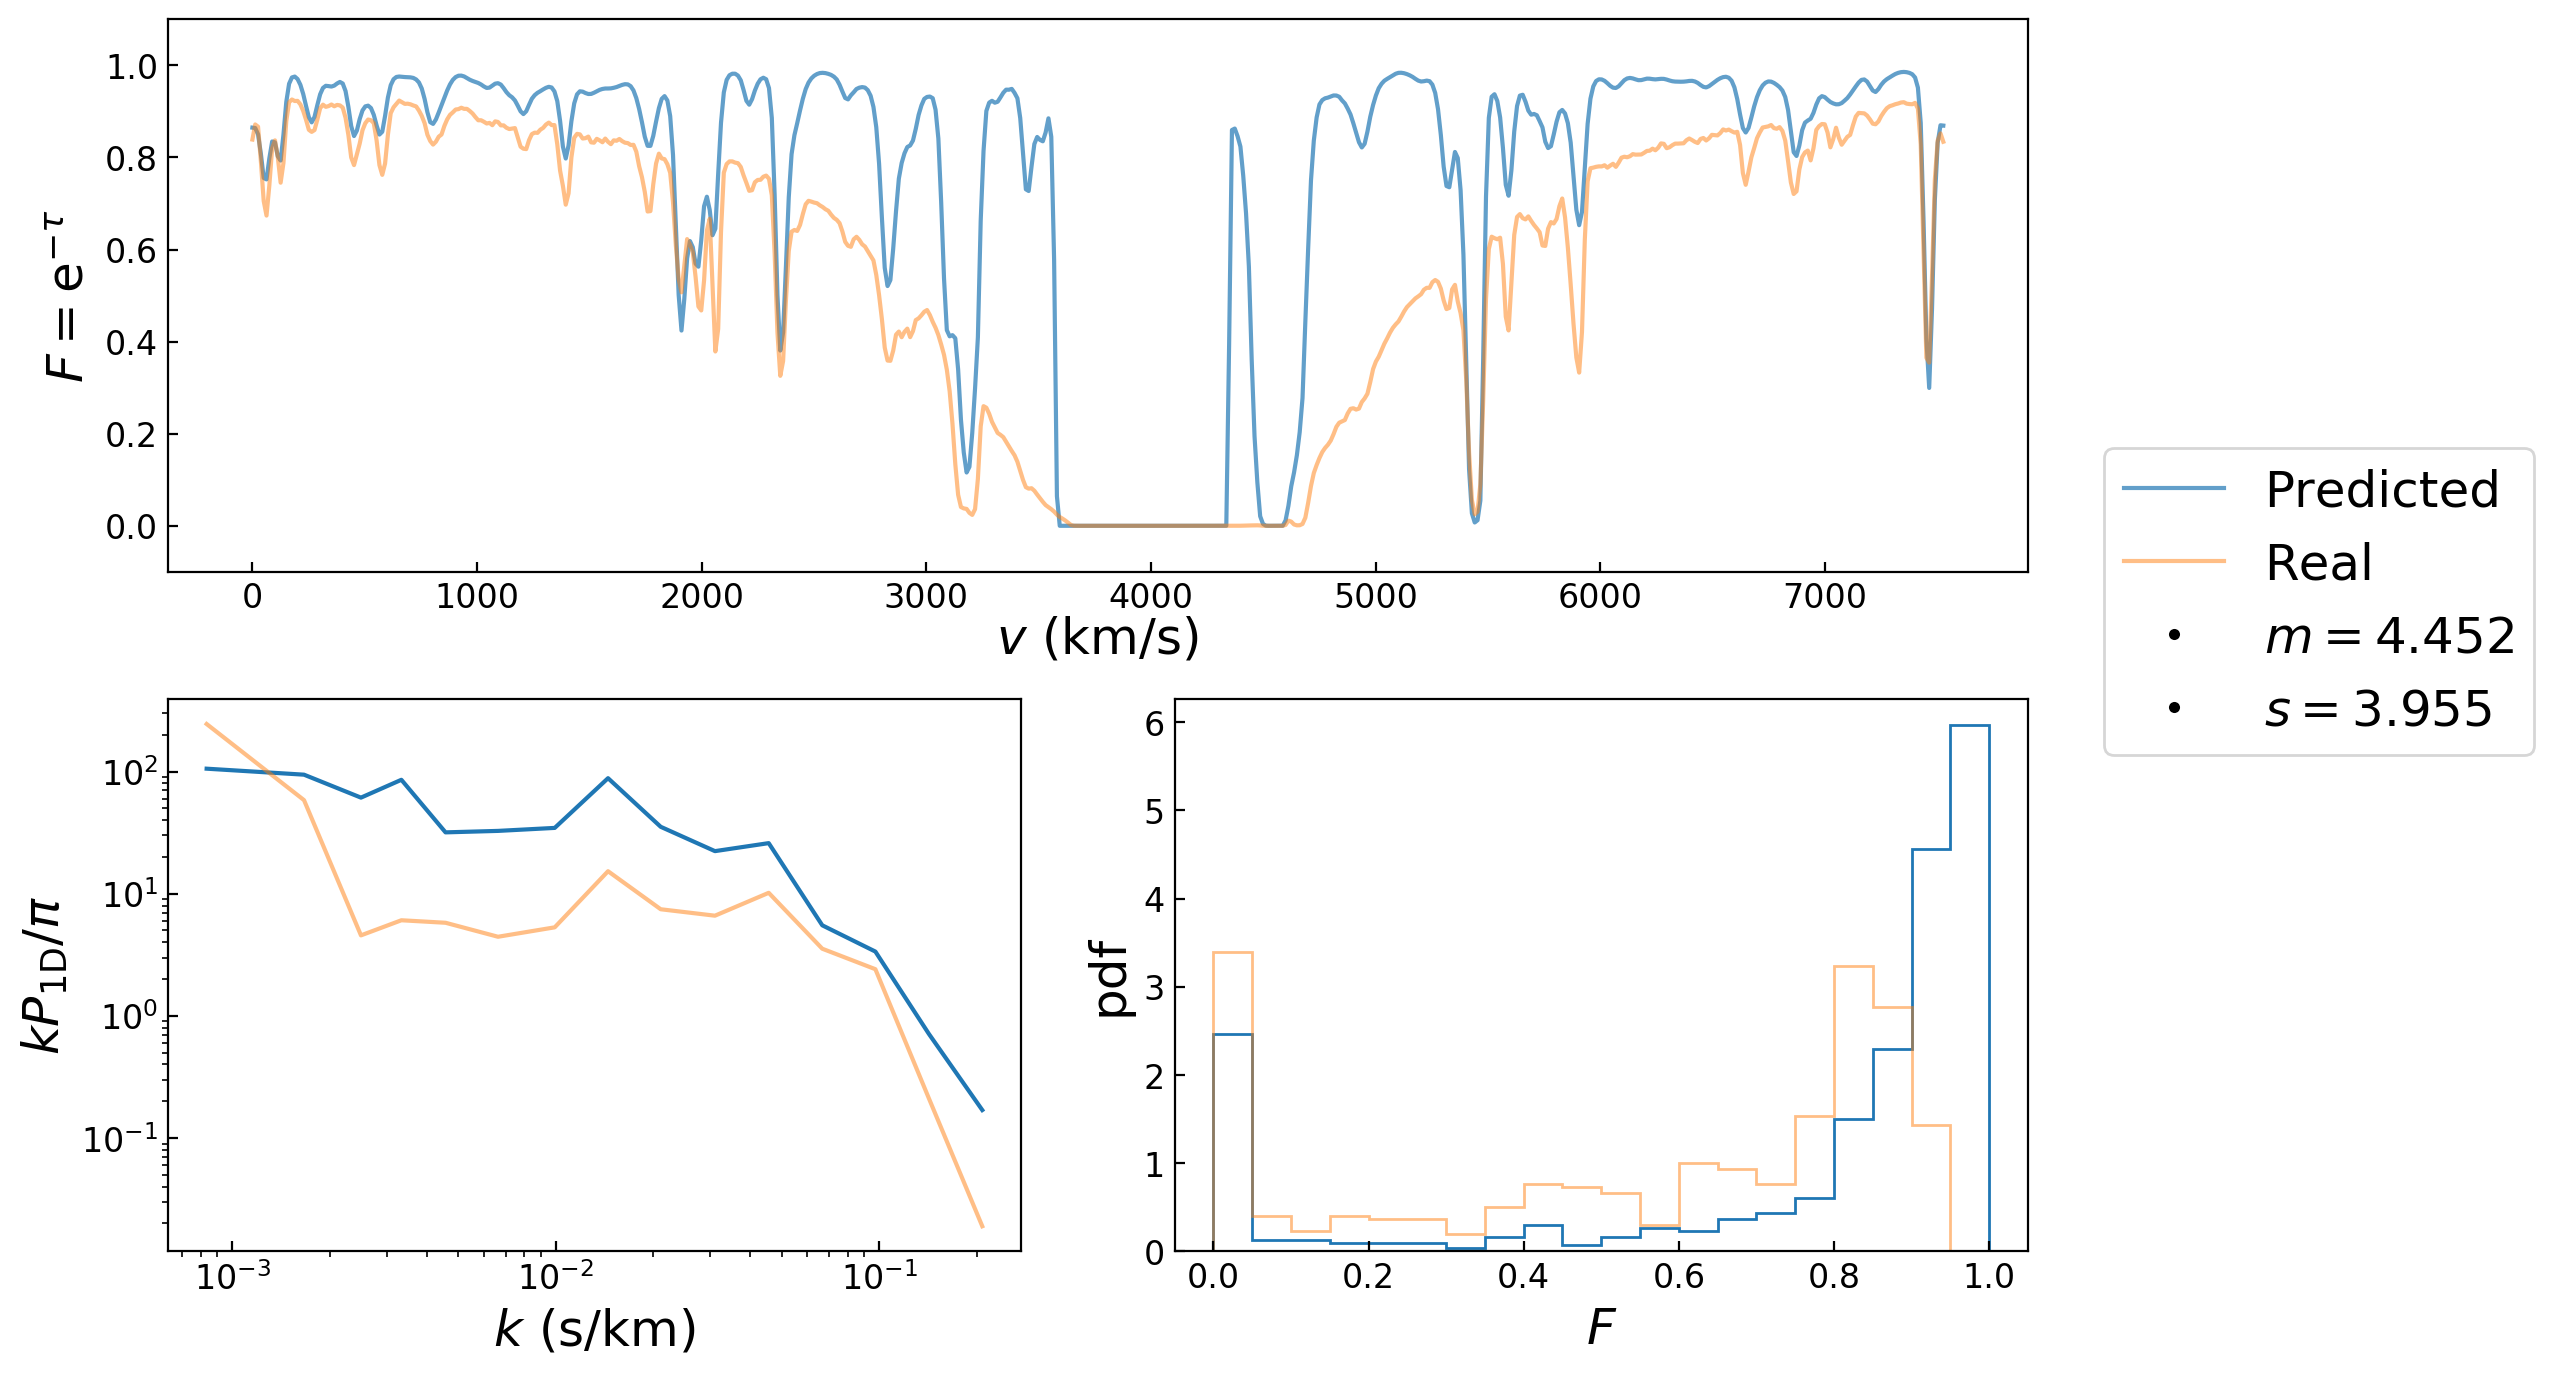 F = e^{−τ}
1.0
0.8
0.6
0.4
0.2
0.0
0 1000 2000 3000 4000 5000 6000 7000
v (km/s)
Predicted
Real
m = 4.452
s = 3.955
kP_{1D}/π
10^2
10^1
10^0
10^{−1}
10^{−3} 10^{−2} 10^{−1}
k (s/km)
pdf
6
5
4
3
2
1
0
0.0 0.2 0.4 0.6 0.8 1.0
F